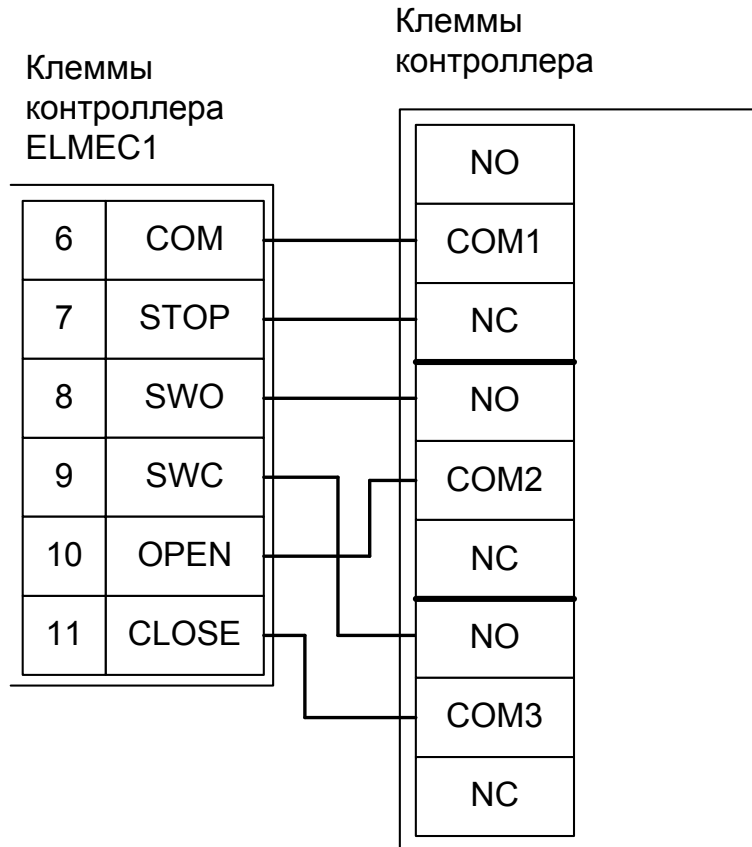 Клеммы
контроллера
ELMEC1
6 COM
7 STOP
8 SWO
9 SWC
10 OPEN
11 CLOSE
Клеммы
контроллера
NO
COM1
NC
NO
COM2
NC
NO
COM3
NC